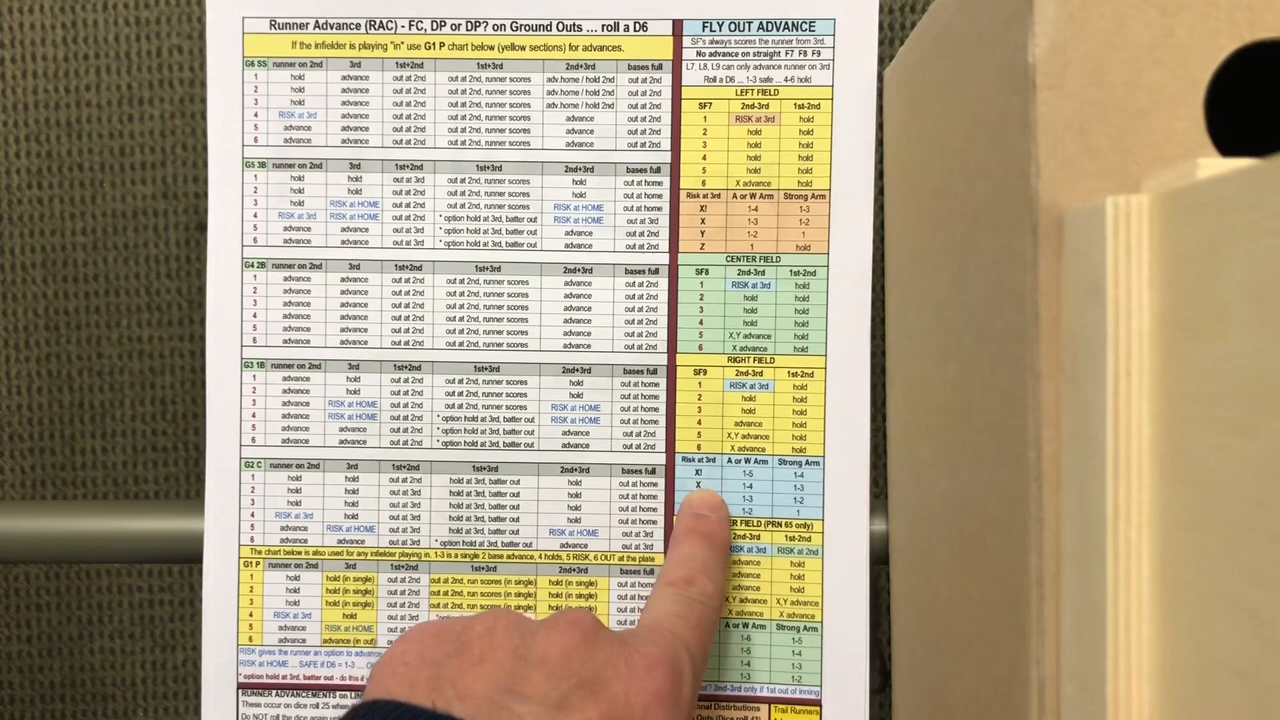 Runner Advance (RAC) - FC, DP or DP? on Ground Outs ... roll a D6
If the infielder is playing "in" use G1 P chart below (yellow sections) for advances.
G6 SS runner on 2nd 3rd 1st+2nd 1st+3rd 2nd+3rd bases full
1 hold advance out at 2nd out at 2nd, runner scores adv.home / hold 2nd out at 2nd
2 hold advance out at 2nd out at 2nd, runner scores adv.home / hold 2nd out at 2nd
3 hold advance out at 2nd out at 2nd, runner scores adv.home / hold 2nd out at 2nd
4 RISK at 3rd advance out at 2nd out at 2nd, runner scores advance out at 2nd
5 advance advance out at 2nd out at 2nd, runner scores advance out at 2nd
6 advance advance out at 2nd out at 2nd, runner scores advance out at 2nd
G5 3B runner on 2nd 3rd 1st+2nd 1st+3rd 2nd+3rd bases full
1 hold hold out at 3rd out at 2nd, runner scores hold out at home
2 hold hold out at 2nd out at 2nd, runner scores hold out at home
3 hold RISK at HOME out at 2nd out at 2nd, runner scores RISK at HOME out at home
4 RISK at 3rd RISK at HOME out at 2nd * option hold at 3rd, batter out RISK at HOME out at 3rd
5 advance advance out at 3rd * option hold at 3rd, batter out advance out at 2nd
6 advance advance out at 3rd * option hold at 3rd, batter out advance out at 2nd
G4 2B runner on 2nd 3rd 1st+2nd 1st+3rd 2nd+3rd bases full
1 advance advance out at 2nd out at 2nd, runner scores advance out at 2nd
2 advance advance out at 2nd out at 2nd, runner scores advance out at 2nd
3 advance advance out at 2nd out at 2nd, runner scores advance out at 2nd
4 advance advance out at 2nd out at 2nd, runner scores advance out at 2nd
5 advance advance out at 2nd out at 2nd, runner scores advance out at 2nd
6 advance advance out at 2nd out at 2nd, runner scores advance out at 2nd
G3 1B runner on 2nd 3rd 1st+2nd 1st+3rd 2nd+3rd bases full
1 advance hold out at 2nd out at 2nd, runner scores hold out at home
2 advance hold out at 2nd out at 2nd, runner scores hold out at home
3 advance RISK at HOME out at 2nd out at 2nd, runner scores RISK at HOME out at home
4 advance RISK at HOME out at 2nd * option hold at 3rd, batter out RISK at HOME out at home
5 advance advance out at 2nd * option hold at 3rd, batter out advance out at 2nd
6 advance advance out at 2nd * option hold at 3rd, batter out advance out at 2nd
G2 C runner on 2nd 3rd 1st+2nd 1st+3rd 2nd+3rd bases full
1 hold hold out at 2nd hold at 3rd, batter out hold out at home
2 hold hold out at 3rd hold at 3rd, batter out hold out at home
3 hold hold out at 3rd hold at 3rd, batter out hold out at home
4 RISK at 3rd hold out at 3rd hold at 3rd, batter out hold out at home
5 advance RISK at HOME out at 3rd hold at 3rd, batter out RISK at HOME out at 3rd
6 advance advance out at 3rd * option hold at 3rd, batter out advance out at 3rd
The chart below is also used for any infielder playing in. 1-3 is a single 2 base advance, 4 holds, 5 RISK, 6 OUT at the plate
G1 P runner on 2nd 3rd 1st+2nd 1st+3rd 2nd+3rd bases full
1 hold hold (in single) out at 2nd out at 2nd, run scores (in single) hold (in single) out at home
2 hold hold (in single) out at 2nd out at 2nd, run scores (in single) hold (in single) out at
3 hold hold (in single) out at 2nd out at 2nd, run scores (in single) hold (in single) out at
4 RISK at 3rd hold out at 3rd out at
5 advance RISK at HOME out at
6 advance advance (in out)
RISK gives the runner an option to advance
RISK at HOME ... SAFE if D6 = 1-3 ...
* option hold at 3rd, batter out - do this if
RUNNER ADVANCEMENTS on
These occur on dice roll 25 when
Do NOT roll the dice again
FLY OUT ADVANCE
SF's always scores the runner from 3rd.
No advance on straight F7 F8 F9
L7, L8, L9 can only advance runner on 3rd
Roll a D6 ... 1-3 safe ... 4-6 hold
LEFT FIELD
SF7 2nd-3rd 1st-2nd
1 RISK at 3rd hold
2 hold hold
3 hold hold
4 hold hold
5 hold hold
6 X advance hold
Risk at 3rd A or W Arm Strong Arm
X! 1-4 1-3
X 1-3 1-2
Y 1-2 1
Z 1 hold
CENTER FIELD
SF8 2nd-3rd 1st-2nd
1 RISK at 3rd hold
2 hold hold
3 hold hold
4 hold hold
5 X,Y advance hold
6 X advance hold
RIGHT FIELD
SF9 2nd-3rd 1st-2nd
1 RISK at 3rd hold
2 hold hold
3 hold hold
4 advance hold
5 X,Y advance hold
6 X advance hold
Risk at 3rd A or W Arm Strong Arm
X! 1-5 1-4
X 1-4 1-3
1-3 1-2
1-2 1
FIELD (PRN 65 only)
2nd-3rd 1st-2nd
RISK at 3rd RISK at 2nd
advance hold
advance hold
advance hold
X,Y advance X,Y advance
X advance X advance
A or W Arm Strong Arm
1-6 1-5
1-5 1-4
1-4 1-3
1-3 1-2
2nd-3rd only if 1st out of inning
Trail Runners
Outs (Dice roll